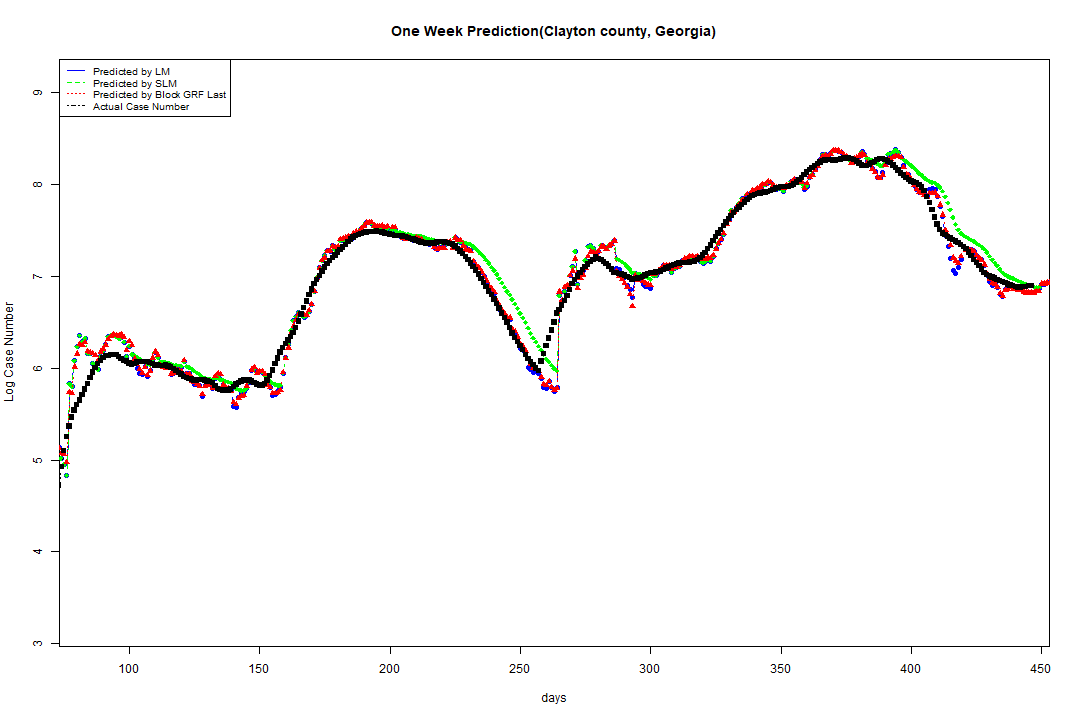 One Week Prediction(Clayton county, Georgia)
Predicted by LM
Predicted by SLM
Predicted by Block GRF Last
Actual Case Number
9
8
7
6
5
4
3
Log Case Number
100 150 200 250 300 350 400 450
days